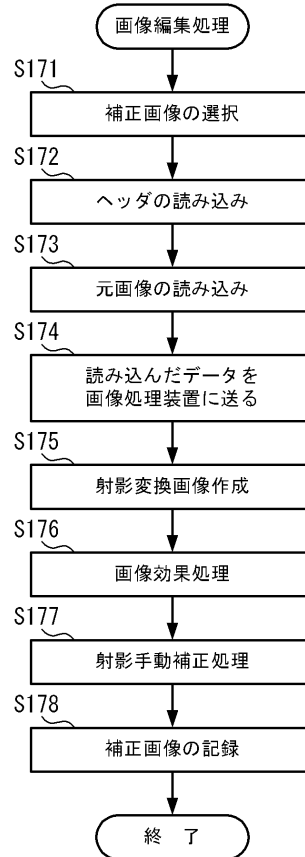 画像編集処理
S171
補正画像の選択
S172
ヘッダの読み込み
S173
元画像の読み込み
S174
読み込んだデータを
画像処理装置に送る
S175
射影変換画像作成
S176
画像効果処理
S177
射影手動補正処理
S178
補正画像の記録
終 了